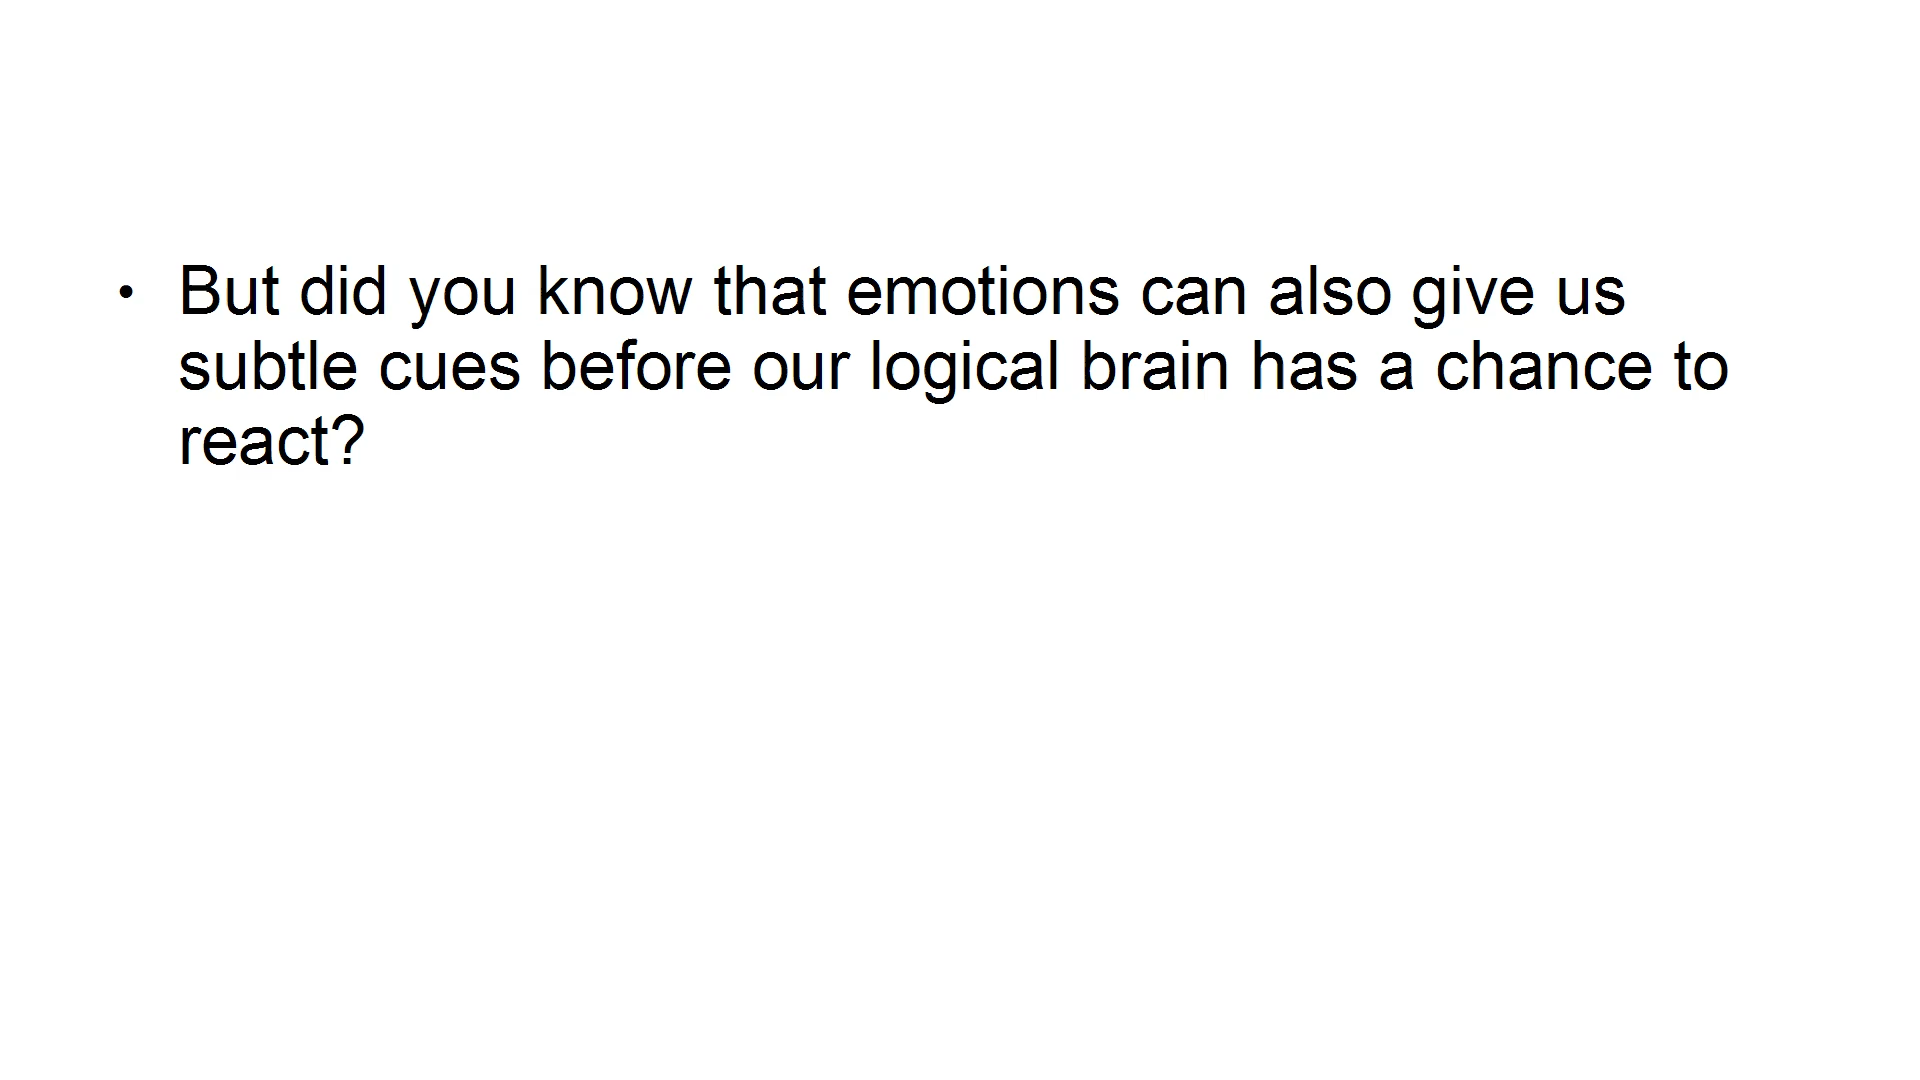 • But did you know that emotions can also give us
subtle cues before our logical brain has a chance to
react?